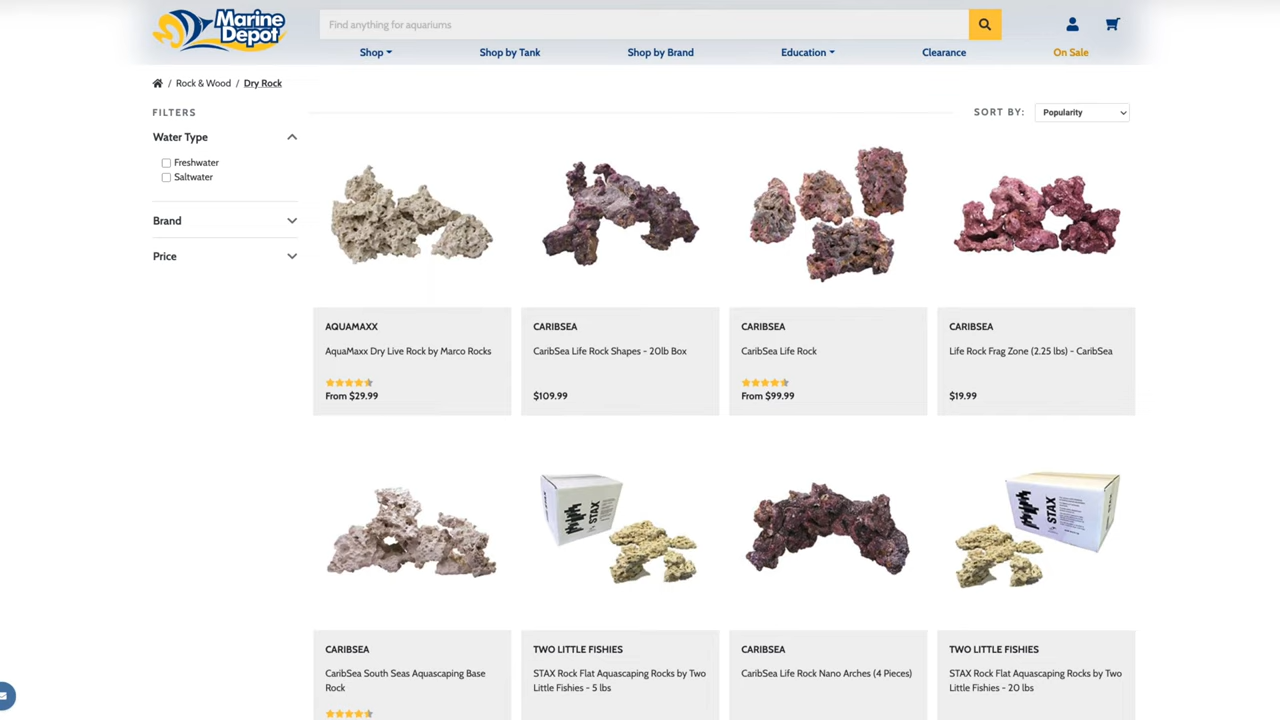 Marine
Depot
Find anything for aquariums
Shop
Shop by Tank
Shop by Brand
Education
Clearance
On Sale
/ Rock & Wood / Dry Rock
FILTERS
SORT BY:
Popularity
Water Type
Freshwater
Saltwater
Brand
Price
AQUAMAXX
AquaMaxx Dry Live Rock by Marco Rocks
From $29.99
CARIBSEA
CaribSea Life Rock Shapes - 20lb Box
$109.99
CARIBSEA
CaribSea Life Rock
From $99.99
CARIBSEA
Life Rock Frag Zone (2.25 lbs) - CaribSea
$19.99
STAX
STAX
CARIBSEA
CaribSea South Seas Aquascaping Base
Rock
TWO LITTLE FISHIES
STAX Rock Flat Aquascaping Rocks by Two
Little Fishies - 5 lbs
CARIBSEA
CaribSea Life Rock Nano Arches (4 Pieces)
TWO LITTLE FISHIES
STAX Rock Flat Aquascaping Rocks by Two
Little Fishies - 20 lbs